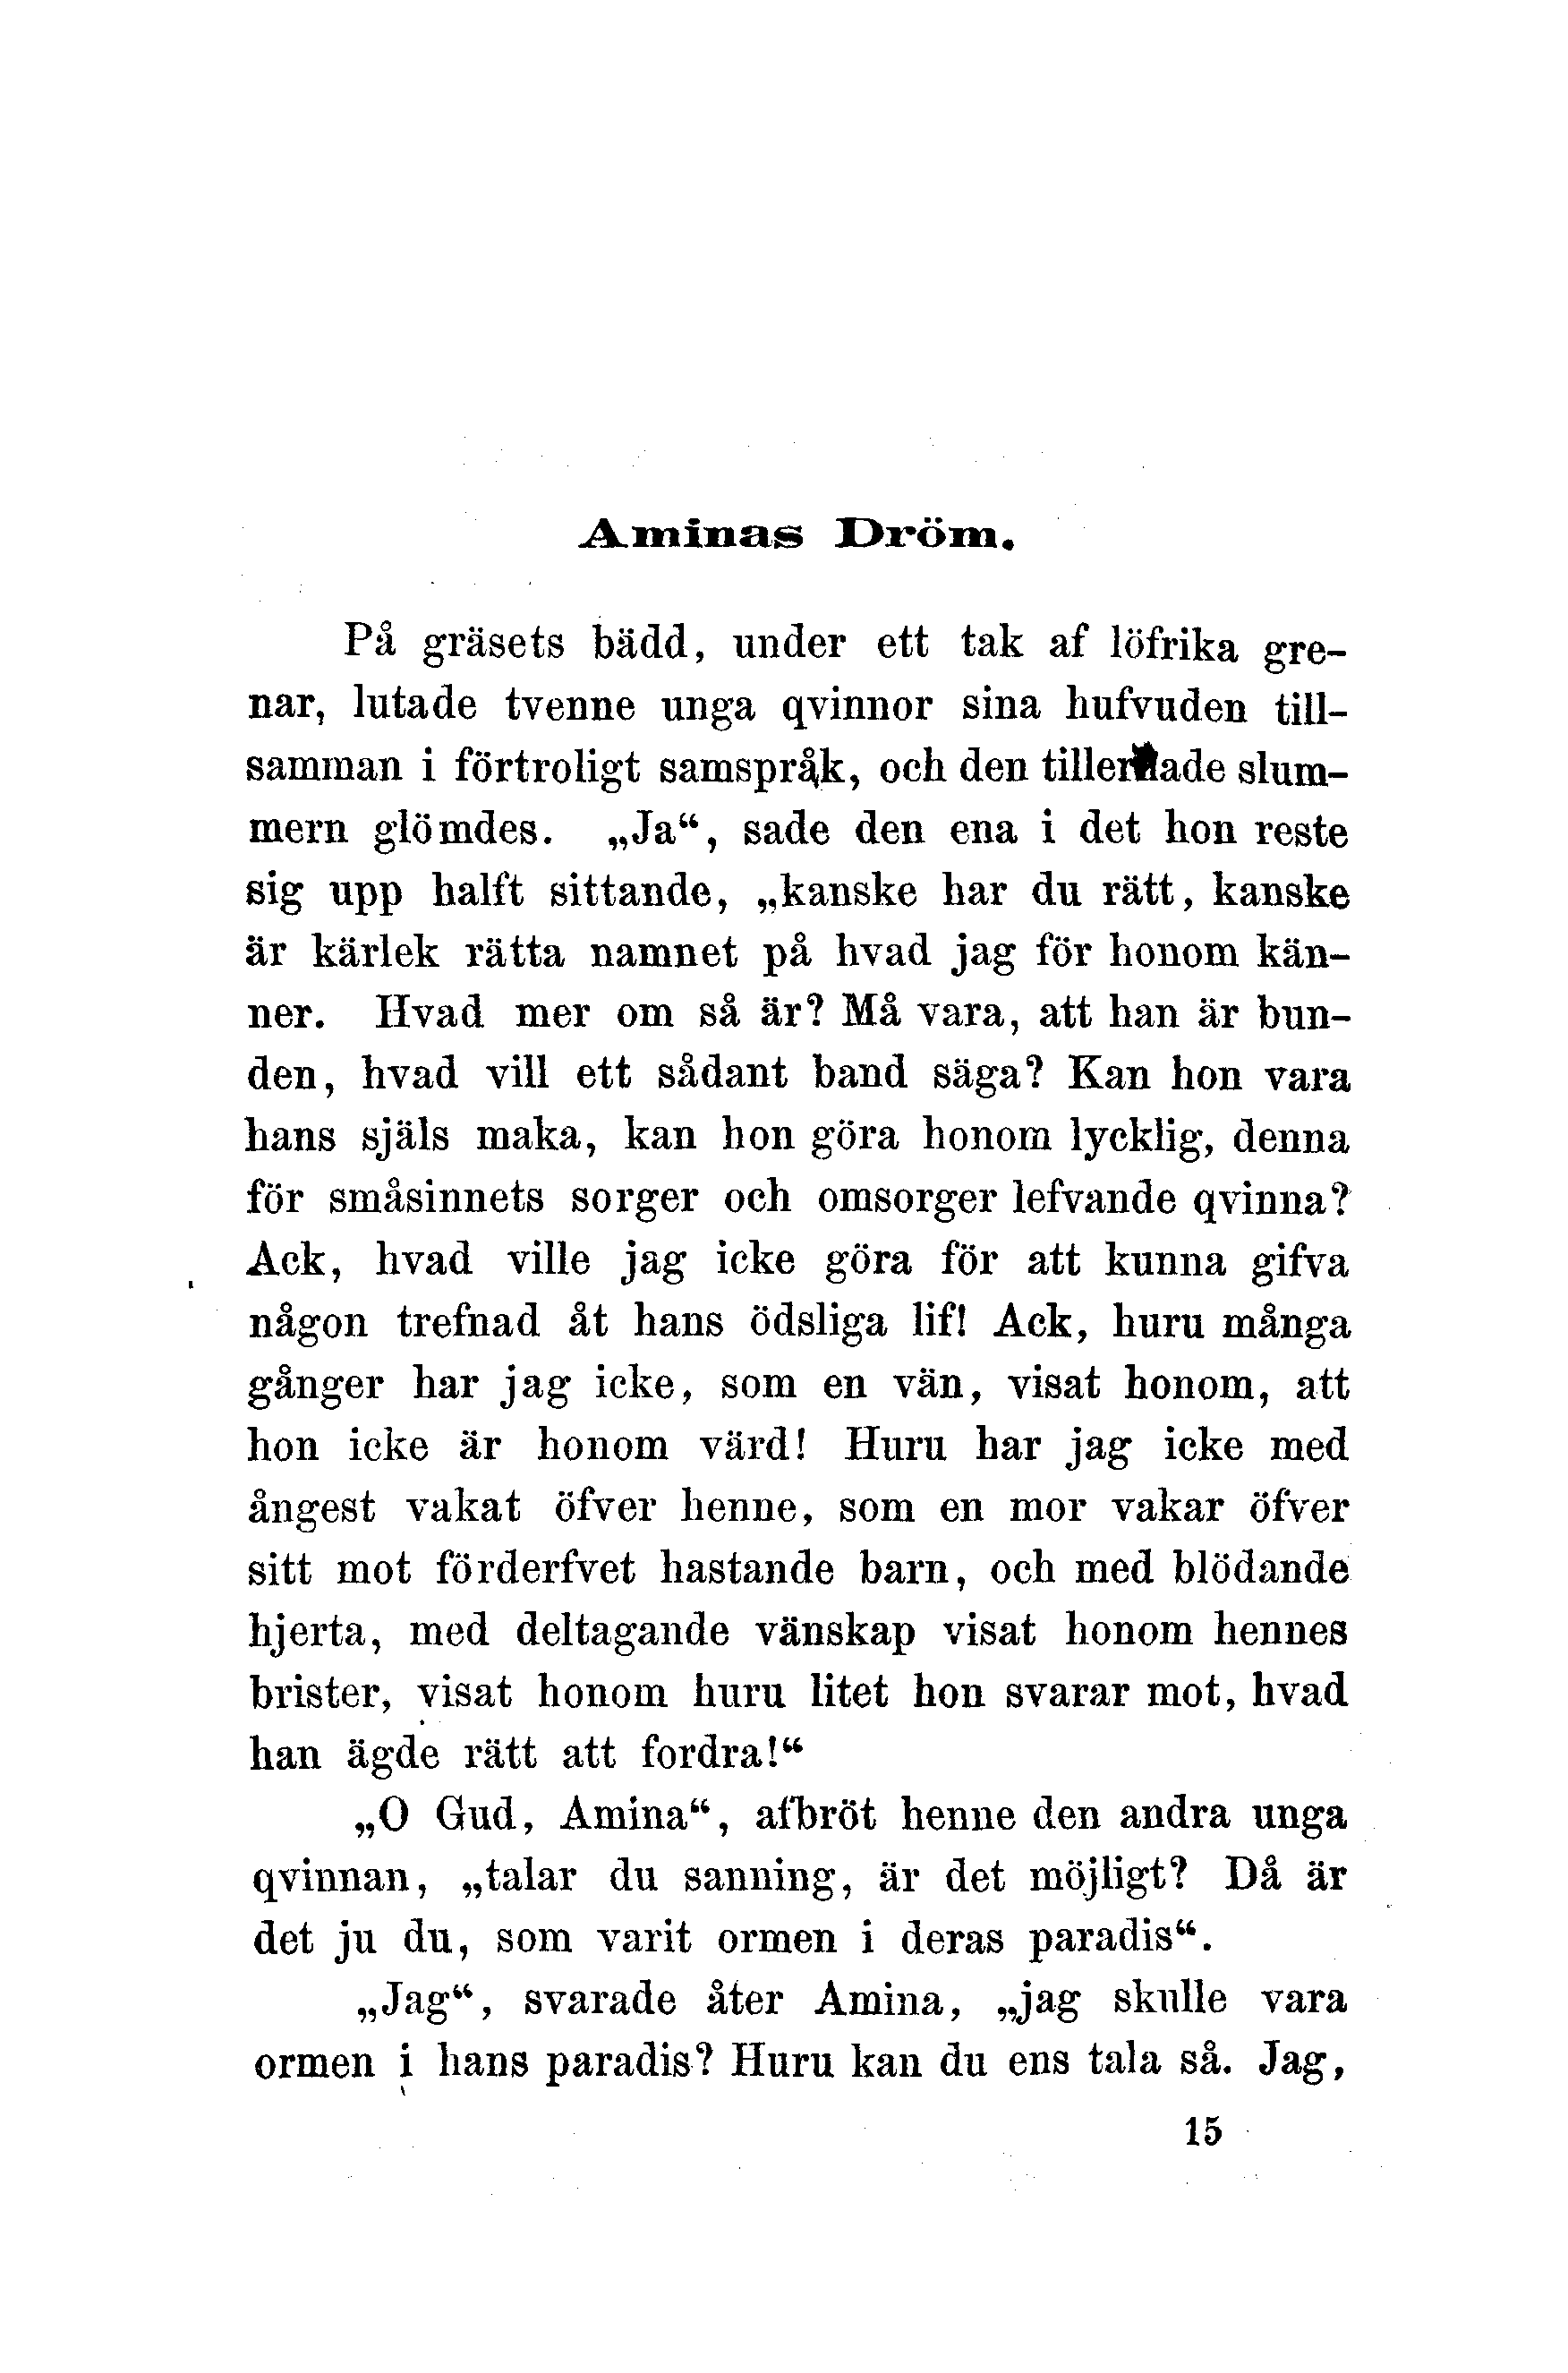 Aminas Dröm.
På gräsets bädd, under ett tak af löfrika gre-
nar, lutade tvenne unga qvinnor sina hufvuden till-
samman i förtroligt samspråk, och den slum-
mern glömdes. „Ja“, sade den ena i det hon reste
sig upp halft sittande, „kanske har du rätt, kanske
är kärlek rätta namnet på hvad jag för honom kän-
ner. Hvad mer om så är? Må vara, att han är bun-
den, hvad vill ett sådant band säga? Kan hon vara
hans själs maka, kan hon göra honom lycklig, denna
för småsinnets sorger och omsorger lefvande qvinna?
Ack, hvad ville jag icke göra för att kunna gifva
någon trefnad åt hans ödsliga lif! Ack, huru många
gånger har jag icke, som en vän, visat honom, att
hon icke är honom värd! Huru har jag icke med
ångest vakat öfver henne, som en mor vakar öfver
sitt mot förderfvet hastande barn, och med blödande
hjerta, med deltagande vänskap visat honom hennes
brister, visat honom huru litet hon svarar mot, hvad
han ägde rätt att fordra!“
„O Gud, Amina“, afbröt henne den andra unga
qvinnan, „talar du sanning, är det möjligt? Då är
det ju du, som varit ormen i deras paradis“.
„Jag“, svarade åter Amina, „jag skulle vara
ormen i hans paradis? Huru kan du ens tala så. Jag,
15